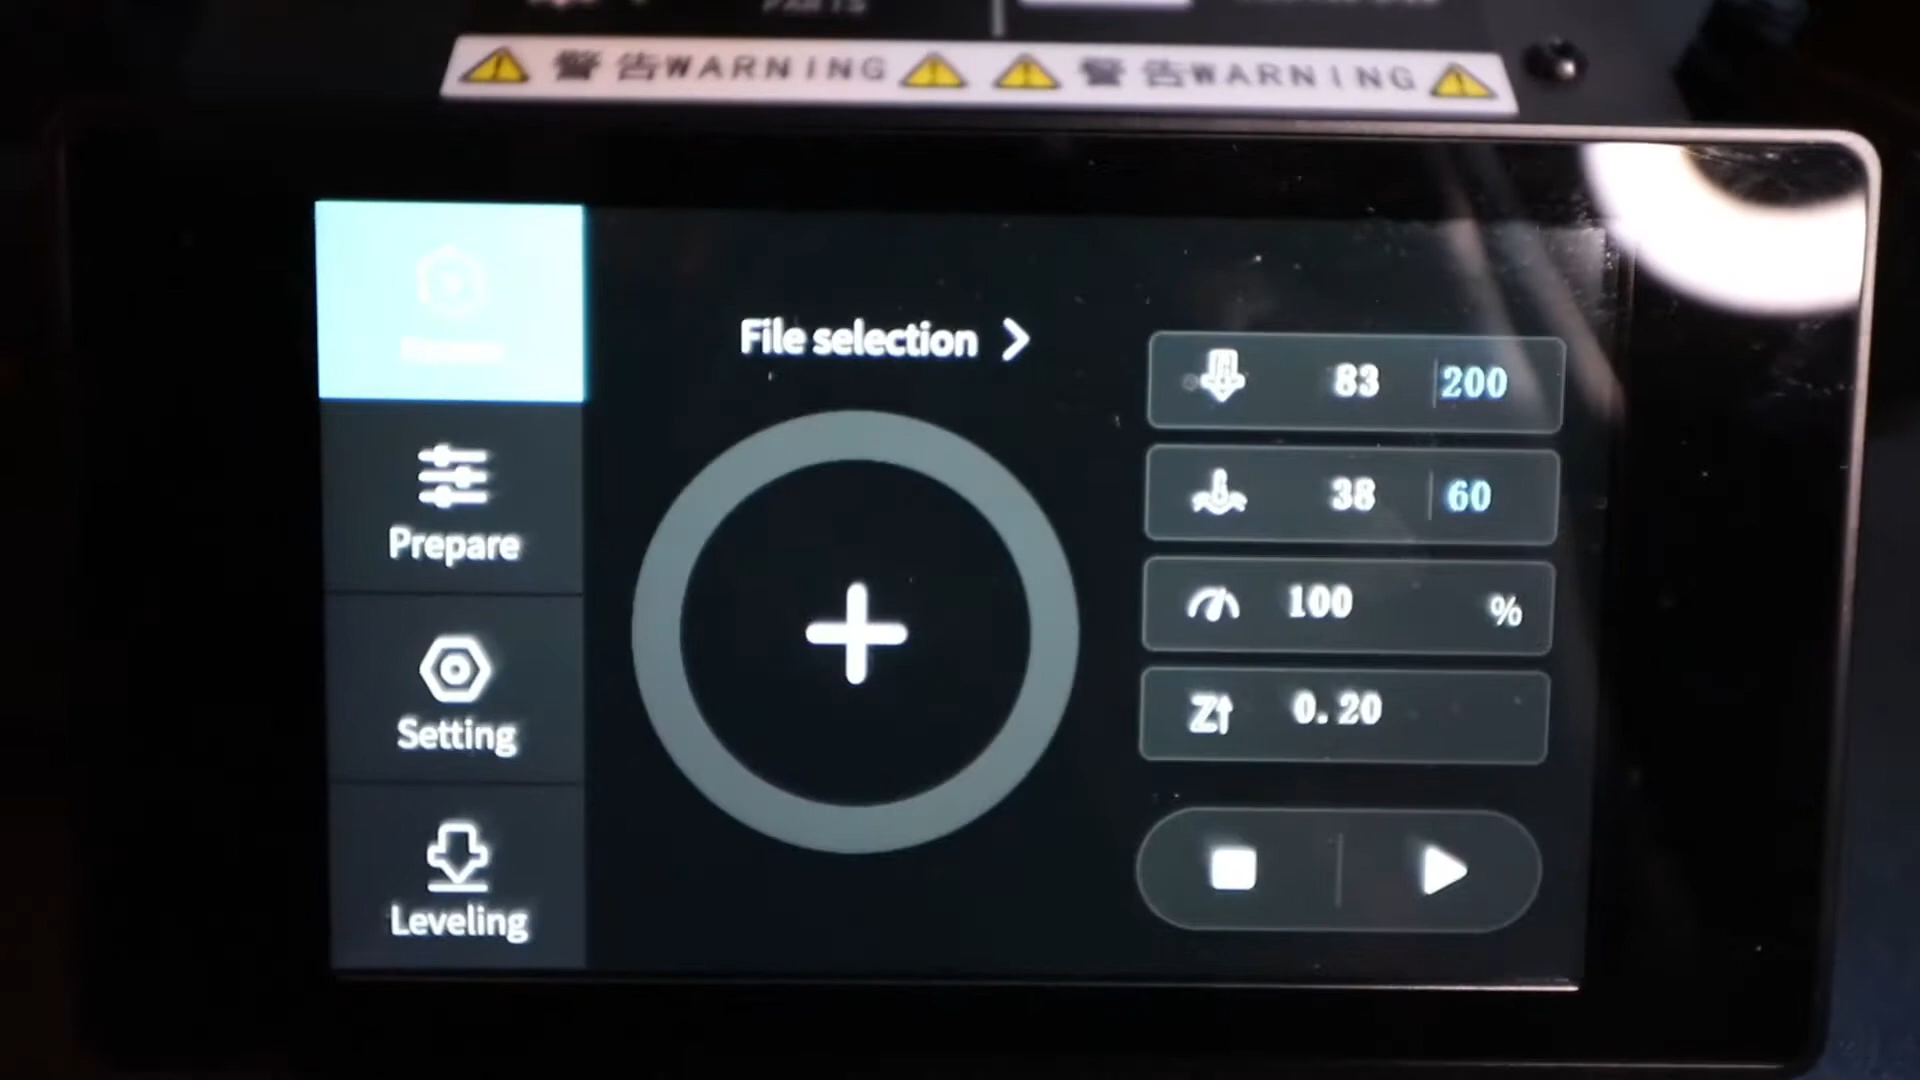 PARTS
警告WARNING 警告WARNING
File selection
83 200
38 60
100 %
Z 0.20
Prepare
Setting
Leveling